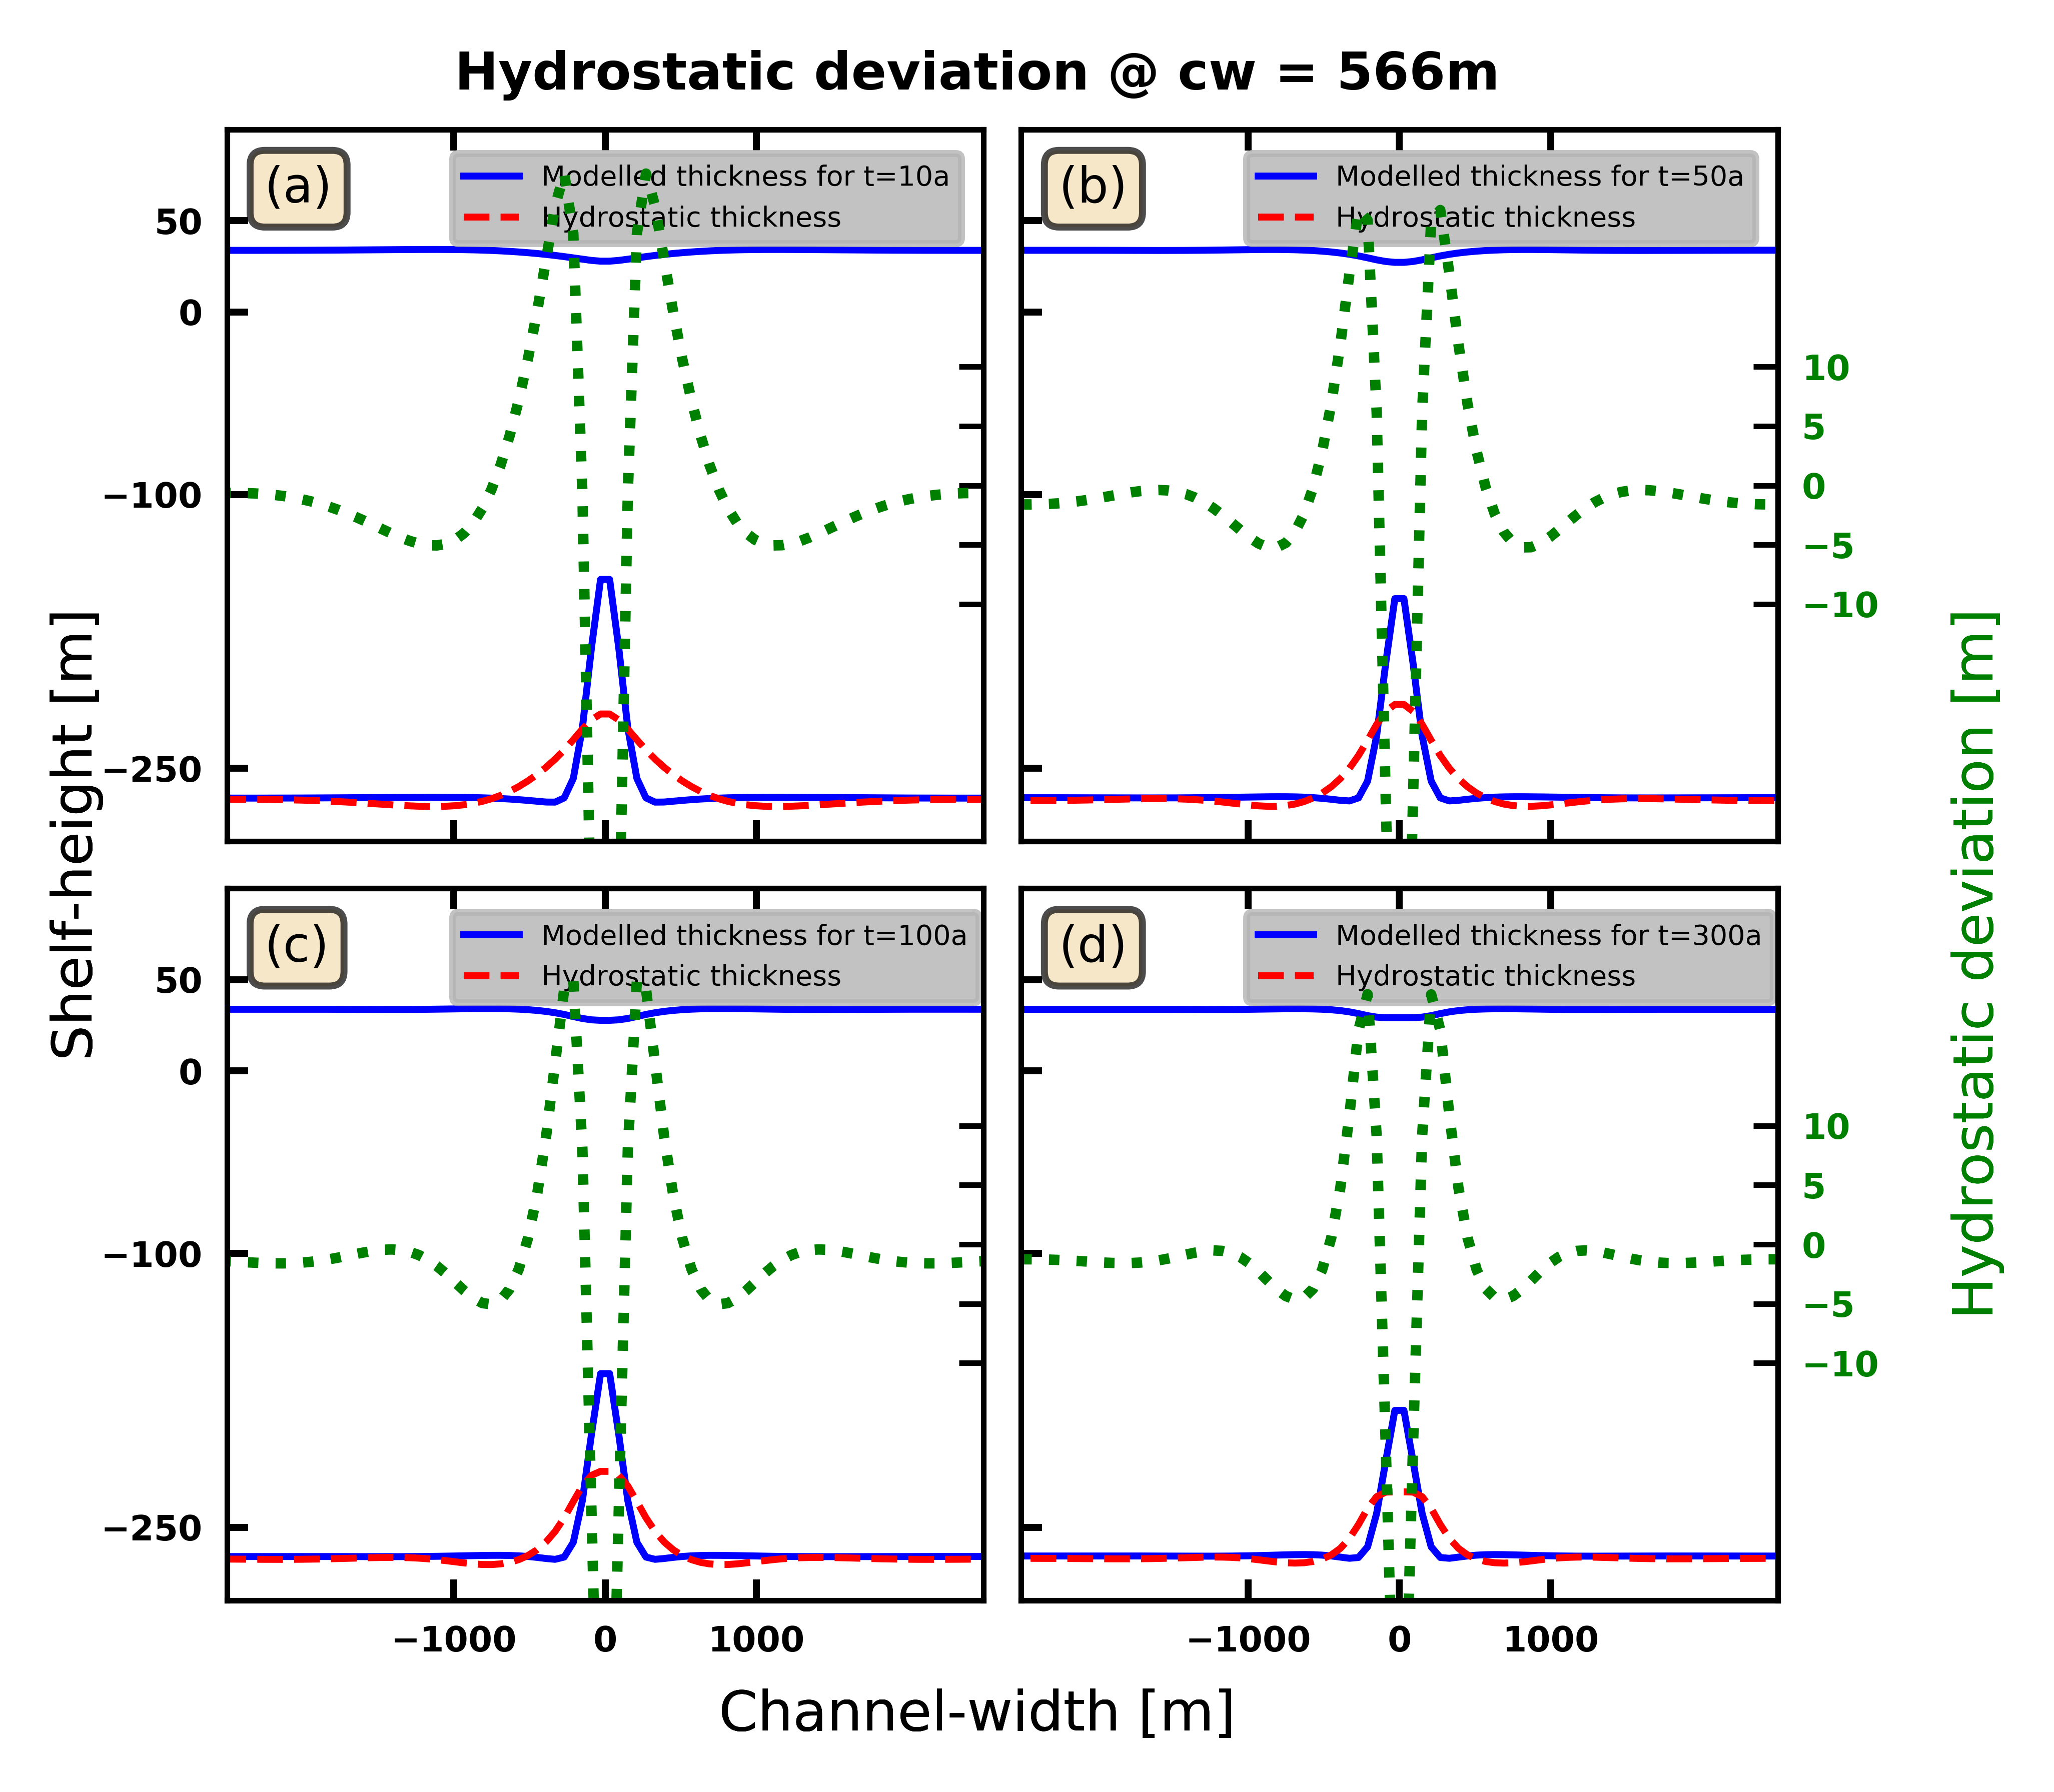 Hydrostatic deviation @ cw = 566m
(a)
Modelled thickness for t=10a
Hydrostatic thickness
(b)
Modelled thickness for t=50a
Hydrostatic thickness
50
0
−100
−250
10
5
0
−5
−10
Shelf-height [m]
Hydrostatic deviation [m]
(c)
Modelled thickness for t=100a
Hydrostatic thickness
(d)
Modelled thickness for t=300a
Hydrostatic thickness
50
0
−100
−250
10
5
0
−5
−10
−1000 0 1000
−1000 0 1000
Channel-width [m]